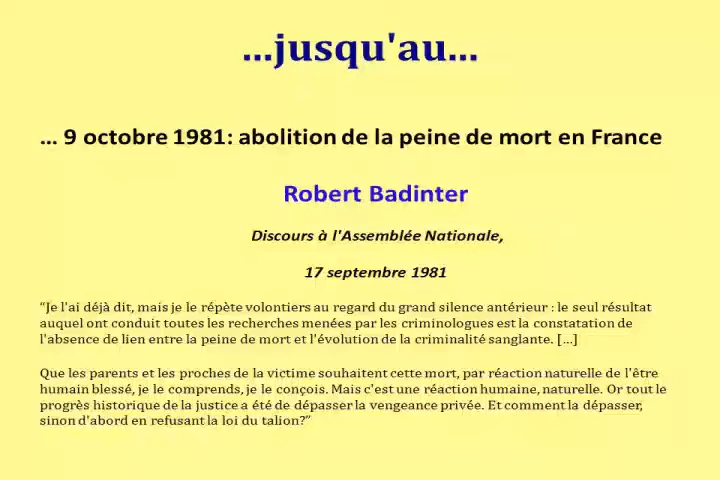 ...jusqu'au...
... 9 octobre 1981: abolition de la peine de mort en France
Robert Badinter
Discours à l'Assemblée Nationale,
17 septembre 1981
“Je l'ai déjà dit, mais je le répète volontiers au regard du grand silence antérieur : le seul résultat
auquel ont conduit toutes les recherches menées par les criminologues est la constatation de
l'absence de lien entre la peine de mort et l'évolution de la criminalité sanglante. [...]
Que les parents et les proches de la victime souhaitent cette mort, par réaction naturelle de l'être
humain blessé, je le comprends, je le conçois. Mais c'est une réaction humaine, naturelle. Or tout le
progrès historique de la justice a été de dépasser la vengeance privée. Et comment la dépasser,
sinon d'abord en refusant la loi du talion?”